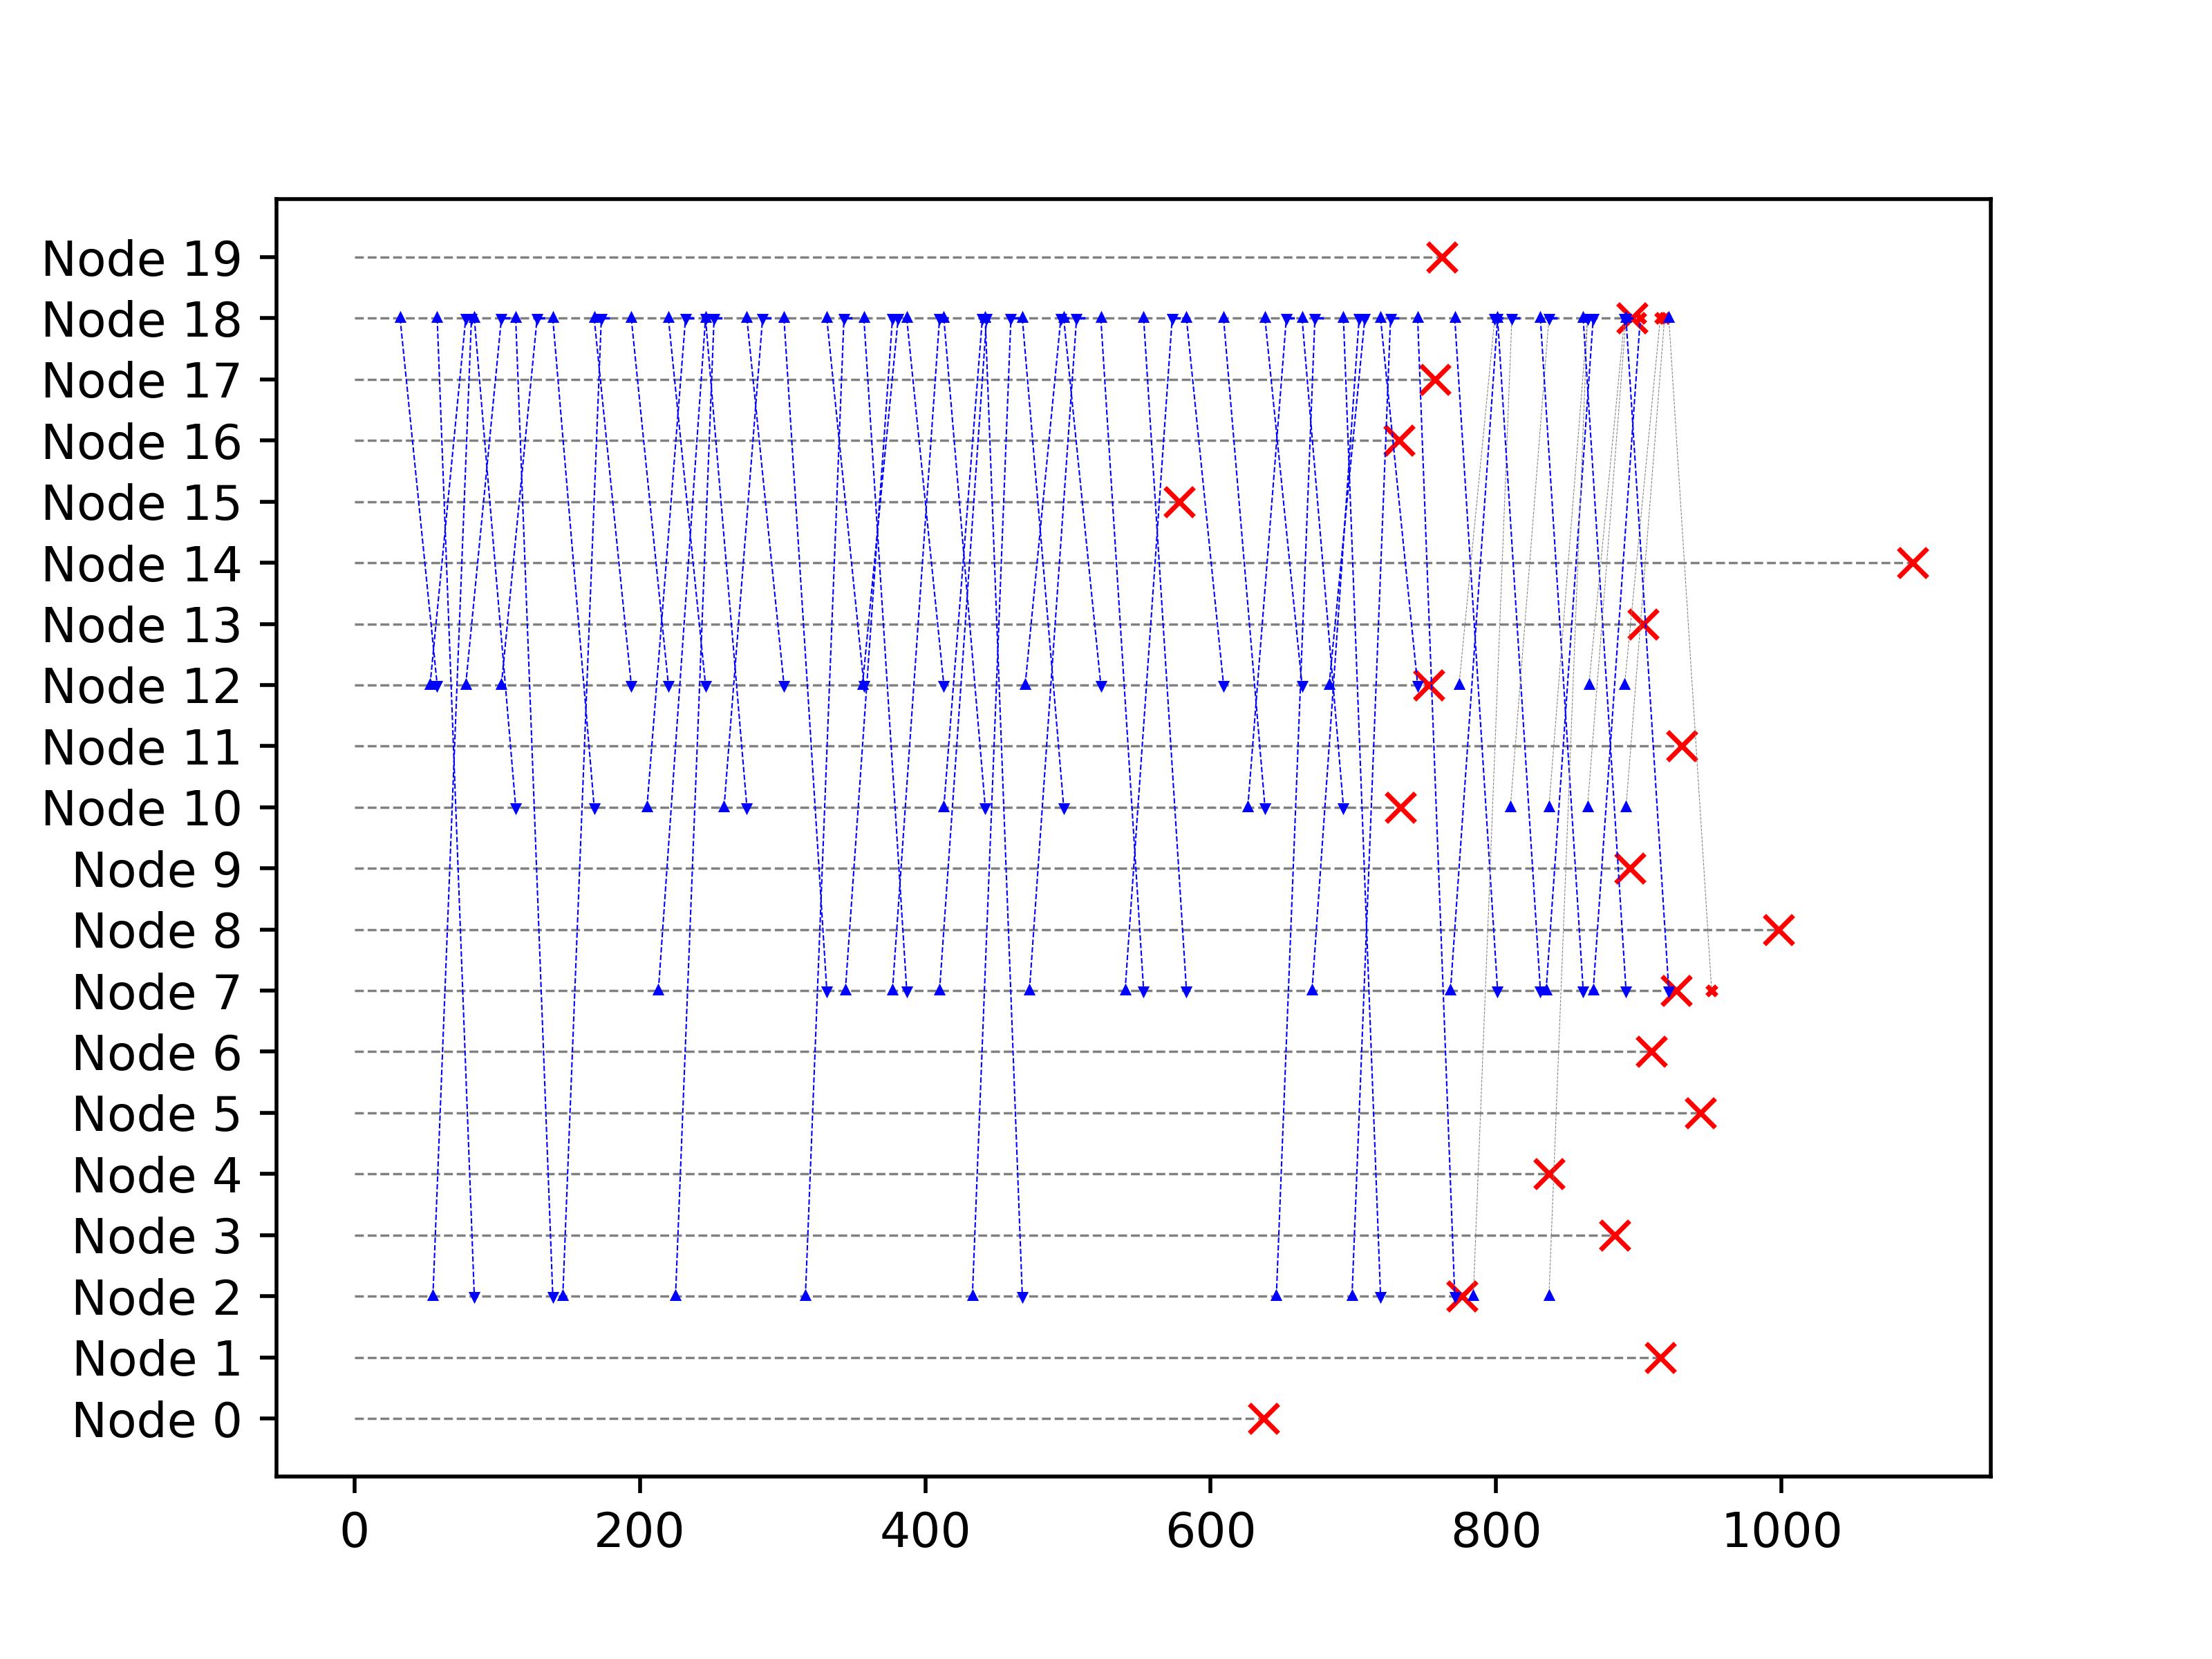 Node 19
Node 18
Node 17
Node 16
Node 15
Node 14
Node 13
Node 12
Node 11
Node 10
Node 9
Node 8
Node 7
Node 6
Node 5
Node 4
Node 3
Node 2
Node 1
Node 0
0 200 400 600 800 1000